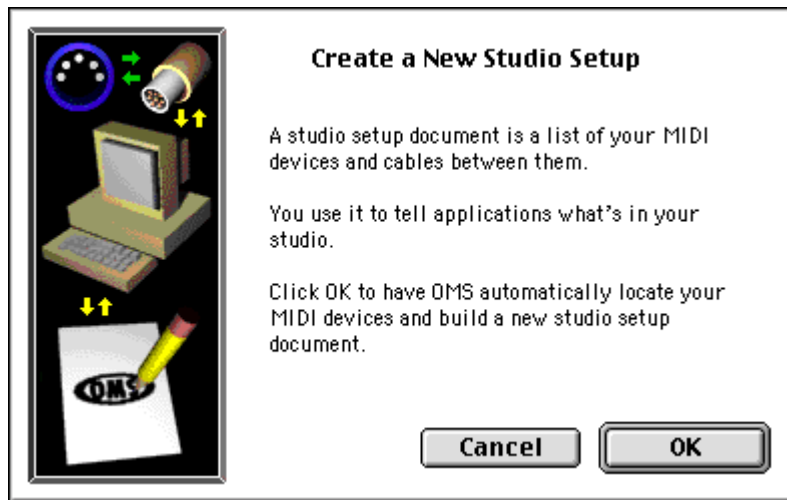 Create a New Studio Setup
A studio setup document is a list of your MIDI
devices and cables between them.
You use it to tell applications what's in your
studio.
Click OK to have OMS automatically locate your
MIDI devices and build a new studio setup
document.
OMS
Cancel
OK